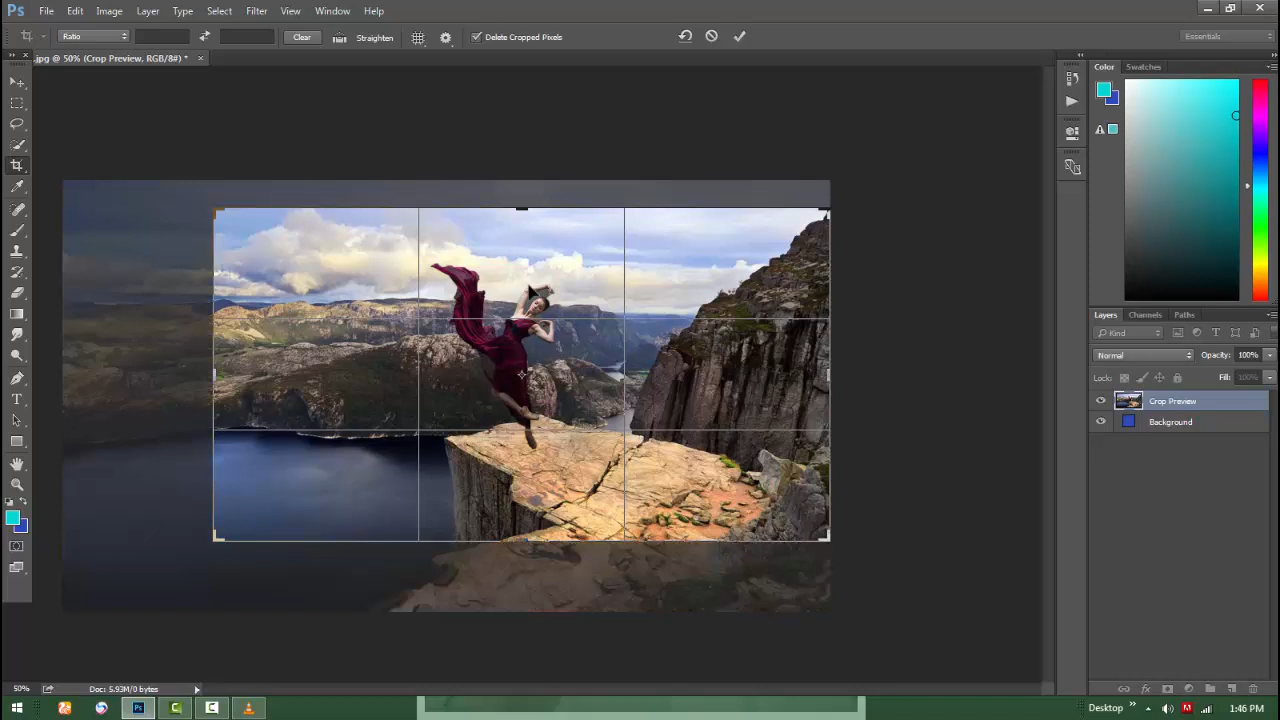 Ps File Edit Image Layer Type Select Filter View Window Help
Ratio Clear Straighten Delete Cropped Pixels Essentials
.jpg @ 50% (Crop Preview, RGB/8#) * ×
Color Swatches
Layers Channels Paths
Kind
Normal Opacity: 100%
Lock: Fill: 100%
Crop Preview
Background
50% Doc: 5.93M/0 bytes
Ps Desktop 1:46 PM